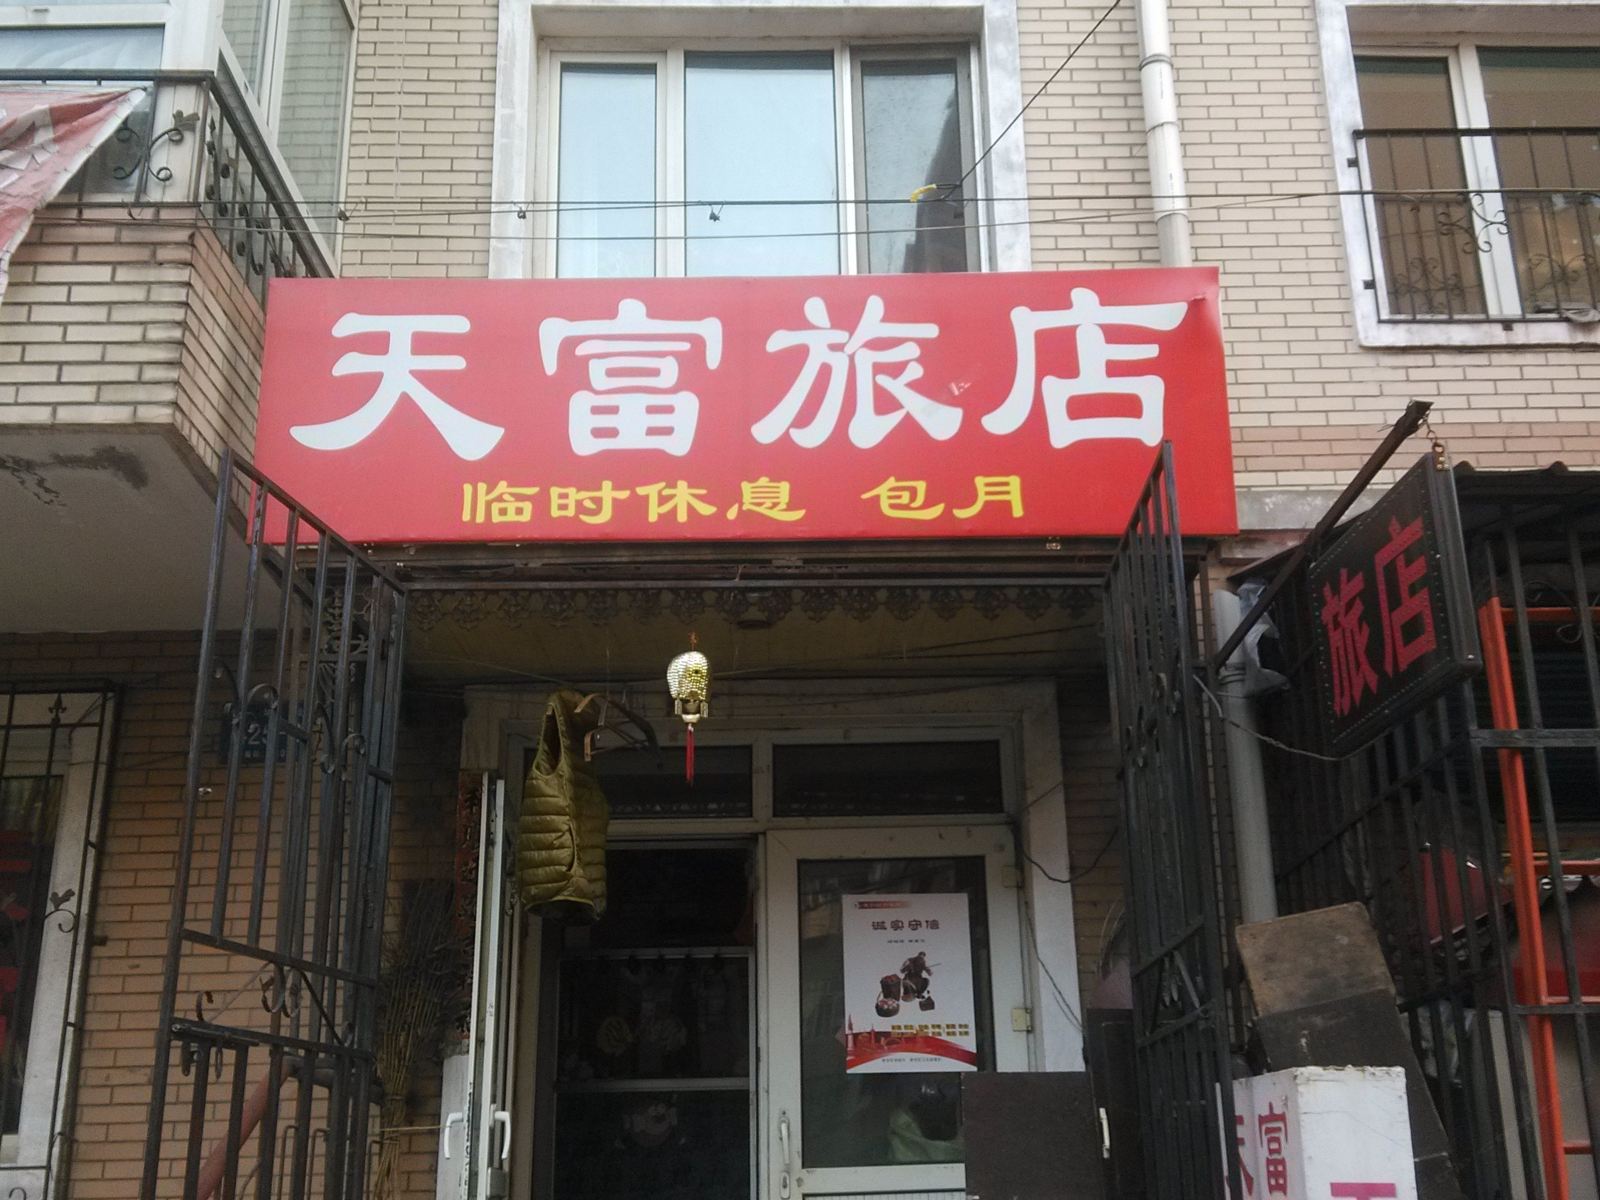 天富旅店
临时休息 包月
旅店
诚实守信
天富